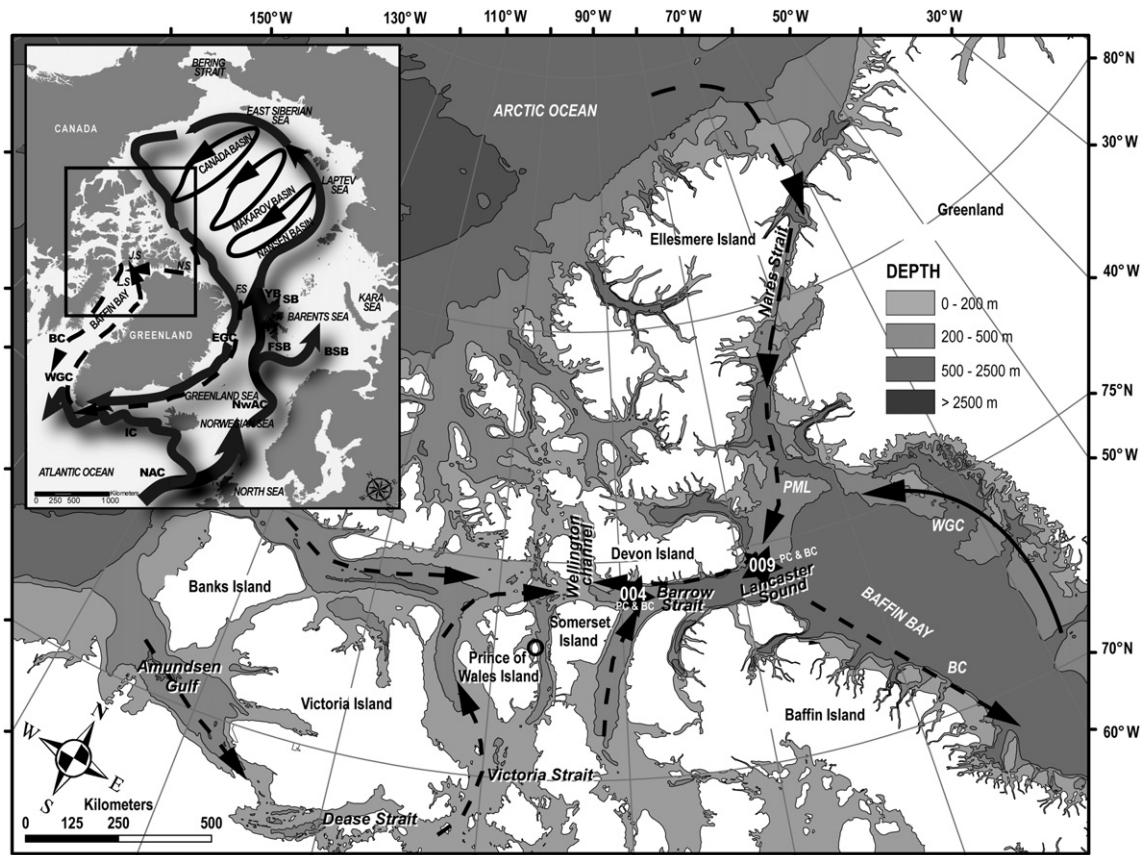 150°W 130°W 110°W 90°W 70°W 50°W 30°W
80°N
30°W
40°W
75°N
50°W
70°N
60°W
BERING
STRAIT
EAST SIBERIAN
SEA
CANADA
CANADA BASIN
LAPTEV
SEA
MAKAROV BASIN
NANSEN BASIN
J.S
N.S
L.S
BAFFIN BAY
FS
YB
SB
KARA
SEA
BARENTS SEA
GREENLAND
BC
EGC
FSB
BSB
WGC
GREENLAND SEA
NwAC
NORWEGIAN SEA
IC
ATLANTIC OCEAN
NAC
NORTH SEA
0 250 500 1000
Kilometers
ARCTIC OCEAN
Ellesmere Island
Greenland
Nares Strait
DEPTH
0 - 200 m
200 - 500 m
500 - 2500 m
> 2500 m
PML
WGC
Wellington
channel
Devon Island
009 PC & BC
Lancaster
Sound
004
PC & BC
Barrow
Strait
BAFFIN BAY
BC
Banks Island
Somerset
Island
Prince of
Wales Island
Amundsen
Gulf
Victoria Island
Baffin Island
Victoria Strait
Dease Strait
N
W
E
S
Kilometers
0 125 250 500